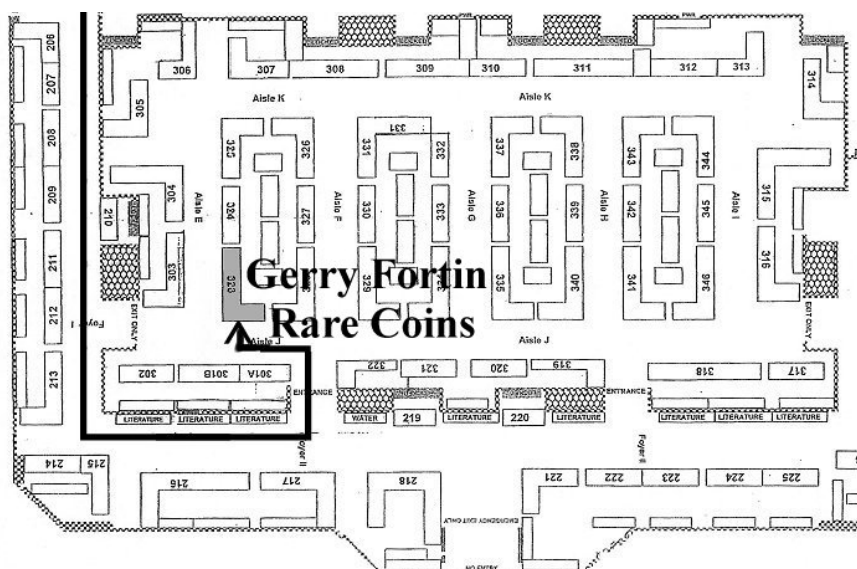 PWR
PWR
206
306
307
308
309
310
311
312
313
207
314
305
Aisle K
Aisle K
208
325
326
331
331
332
337
338
343
344
209
304
315
210
Aisle E
324
327
Aisle F
330
333
Aisle G
336
339
Aisle H
342
345
Aisle I
211
303
323
Gerry Fortin
329
335
340
341
346
316
212
Foyer I
EXIT ONLY
Rare Coins
EXIT ONLY
Aisle J
Aisle J
213
302
301B
301A
322
321
320
319
318
317
ENTRANCE
ENTRANCE
LITERATURE
LITERATURE
LITERATURE
WATER
219
LITERATURE
220
LITERATURE
LITERATURE
LITERATURE
LITERATURE
Foyer II
Foyer II
214
215
216
217
218
221
222
223
224
225
EMERGENCY EXIT ONLY